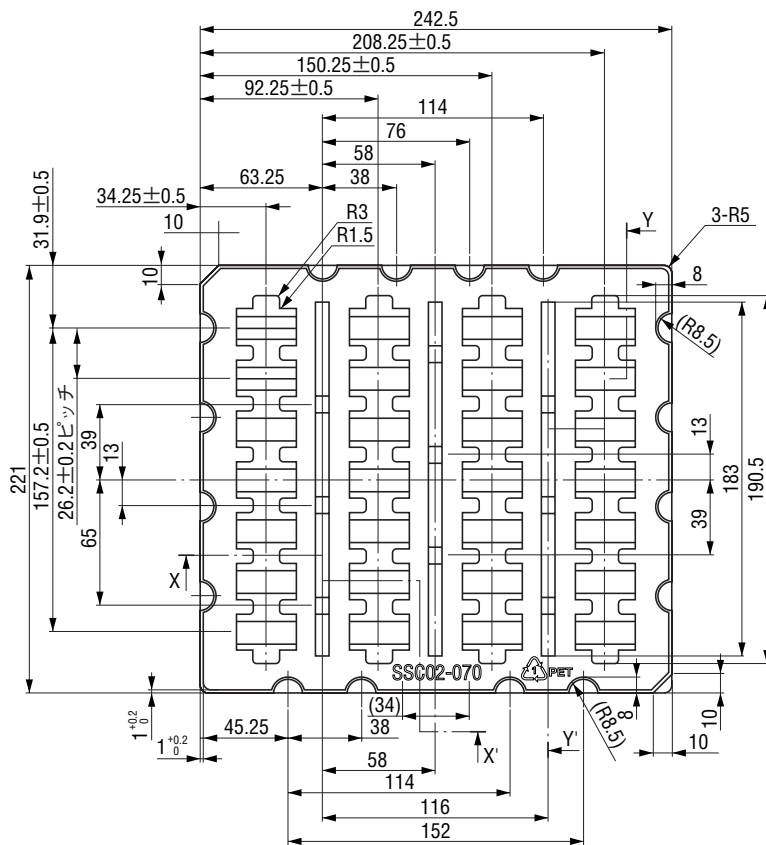 242.5
208.25±0.5
150.25±0.5
92.25±0.5
114
76
58
63.25
38
34.25±0.5
31.9±0.5
10
R3
R1.5
Y
3-R5
10
8
(R8.5)
221
157.2±0.5
26.2±0.2ピッチ
39
13
65
13
39
183
190.5
X
SSC02-070
1
PET
(34)
1 +0.2 0
1 +0.2 0
45.25
38
58
X'
Y'
(R8.5)
8
10
10
114
116
152